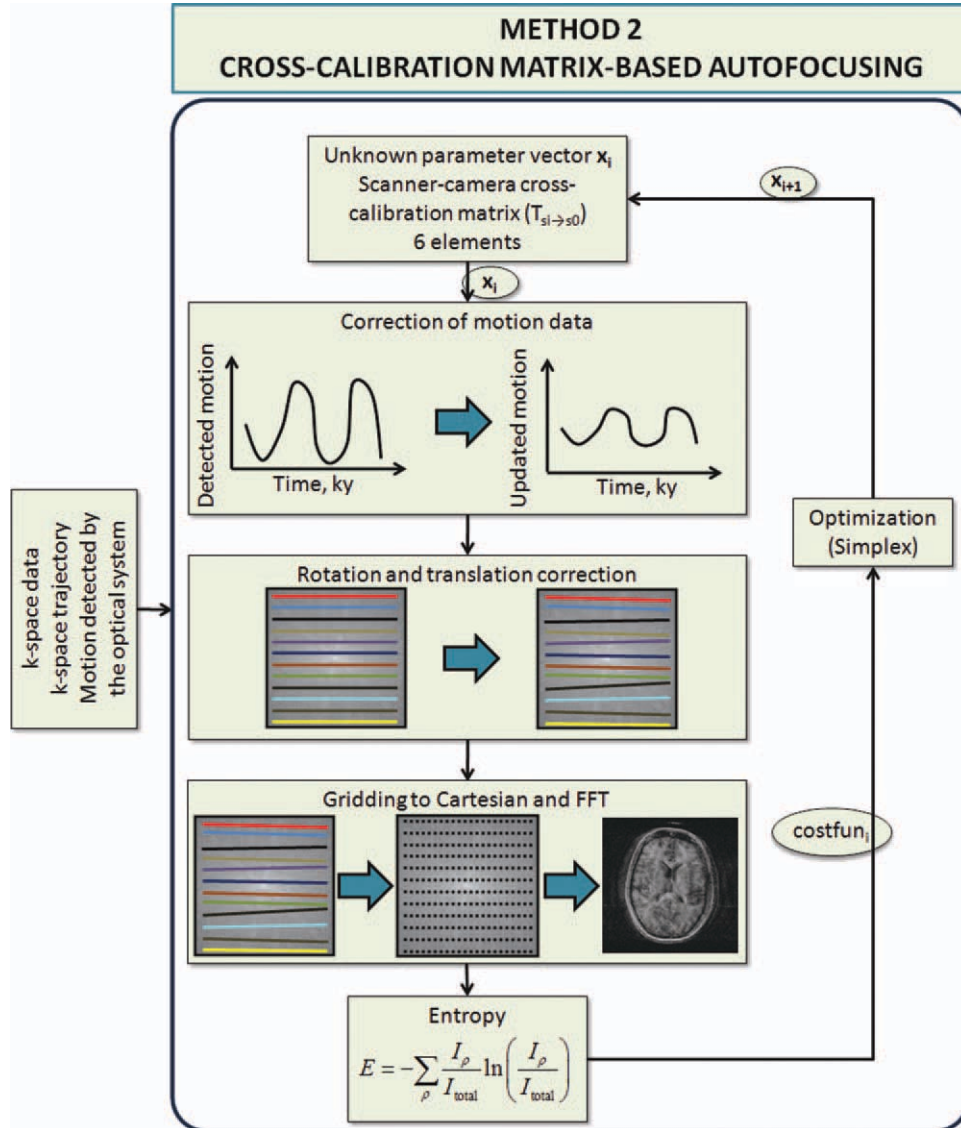 METHOD 2
CROSS-CALIBRATION MATRIX-BASED AUTOFOCUSING
Unknown parameter vector xᵢ
Scanner-camera cross-
calibration matrix (Tsi→s0)
6 elements
xᵢ₊₁
xᵢ
Correction of motion data
Detected motion
Time, ky
Updated motion
Time, ky
k-space data
k-space trajectory
Motion detected by
the optical system
Optimization
(Simplex)
Rotation and translation correction
Gridding to Cartesian and FFT
costfunᵢ
Entropy
E = −∑ρ Iρ/Itotal ln(Iρ/Itotal)